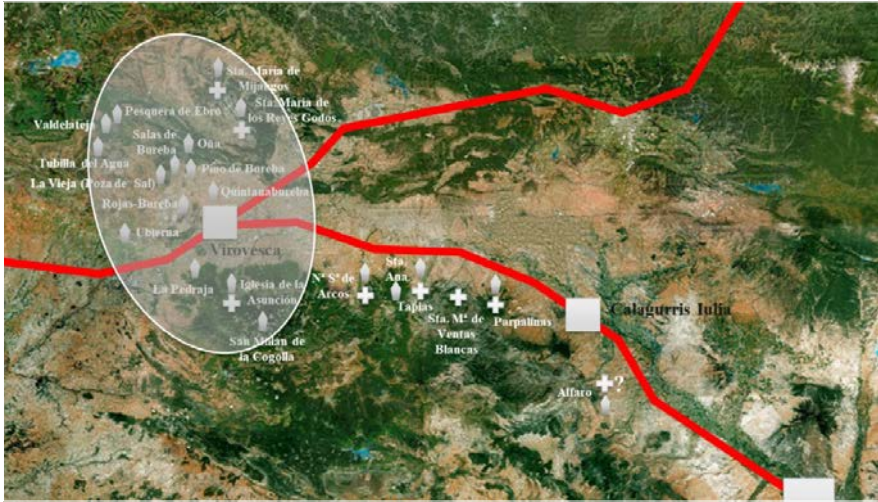 Sta. María de
Mijangos
Sta. María de
los Reyes Godos
Pesquera de Ebro
Valdelateja
Salas de
Bureba
Oña
Tubilla del Agua
Pino de Bureba
La Vieja (Poza de Sal)
Quintanabureba
Rojas-Bureba
Ubierna
Virovesca
La Pedraja
Iglesia de la
Asunción
San Millán de
la Cogolla
Nª Sª de
Arcos
Sta.
Ana
Tapias
Sta. Mª de
Ventas
Blancas
Parpalinas
Calagurris Iulia
Alfaro
?